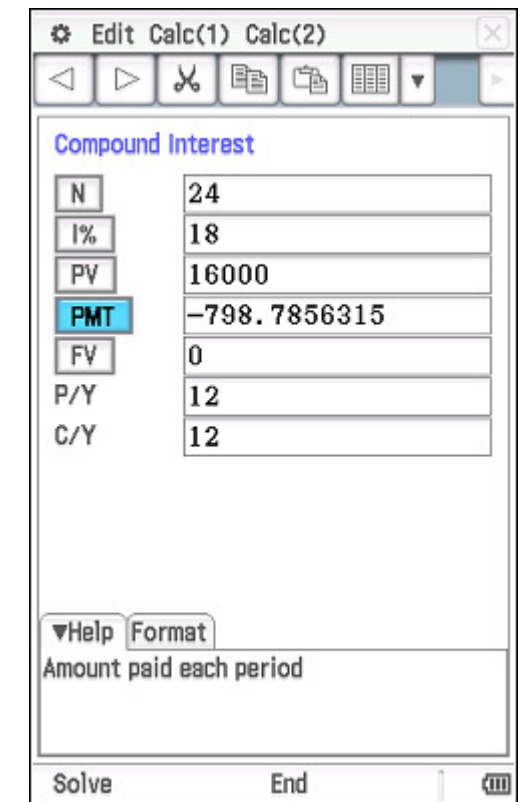 Edit Calc(1) Calc(2)
Compound Interest
N 24
I% 18
PV 16000
PMT -798.7856315
FV 0
P/Y 12
C/Y 12
▼Help Format
Amount paid each period
Solve End